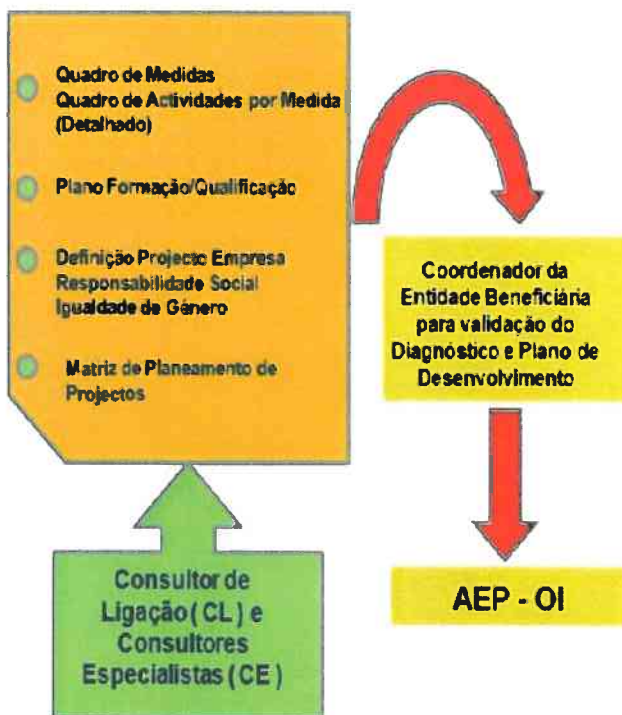 Quadro de Medidas
Quadro de Actividades por Medida
(Detalhado)
Plano Formação/Qualificação
Definição Projecto Empresa
Responsabilidade Social
Igualdade de Género
Matriz de Planeamento de
Projectos
Coordenador da
Entidade Beneficiária
para validação do
Diagnóstico e Plano de
Desenvolvimento
Consultor de
Ligação ( CL ) e
Consultores
Especialistas ( CE )
AEP - OI